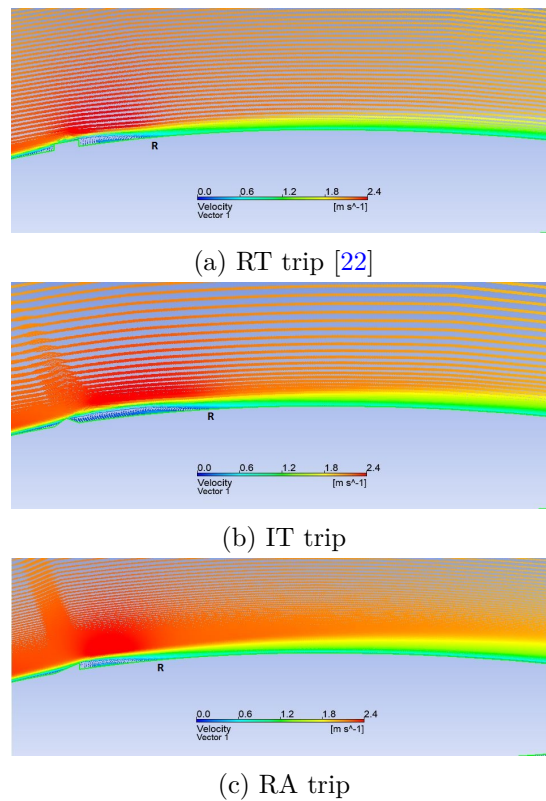 R
0.0 0.6 1.2 1.8 2.4
Velocity [m s^-1]
Vector 1
(a) RT trip [22]
R
0.0 0.6 1.2 1.8 2.4
Velocity [m s^-1]
Vector 1
(b) IT trip
R
0.0 0.6 1.2 1.8 2.4
Velocity [m s^-1]
Vector 1
(c) RA trip